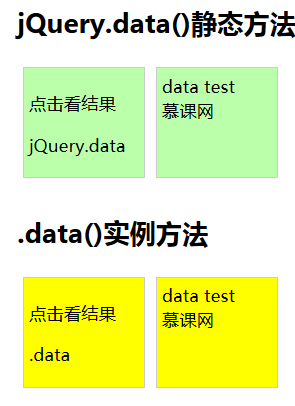 jQuery.data()静态方法
点击看结果
jQuery.data
data test
慕课网
.data()实例方法
点击看结果
.data
data test
慕课网